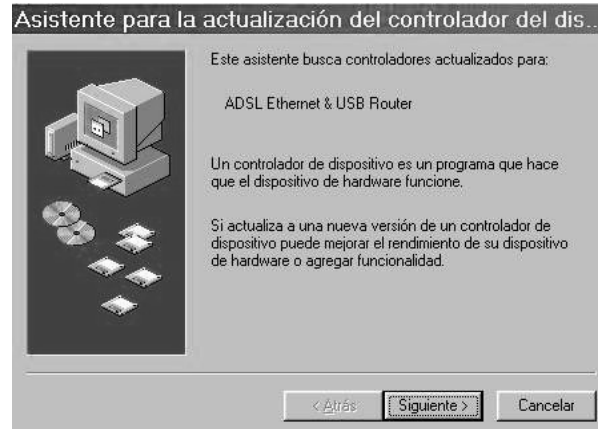 Asistente para la actualización del controlador del dis..
Este asistente busca controladores actualizados para:
ADSL Ethernet & USB Router
Un controlador de dispositivo es un programa que hace
que el dispositivo de hardware funcione.
Si actualiza a una nueva versión de un controlador de
dispositivo puede mejorar el rendimiento de su dispositivo
de hardware o agregar funcionalidad.
< Atrás
Siguiente >
Cancelar